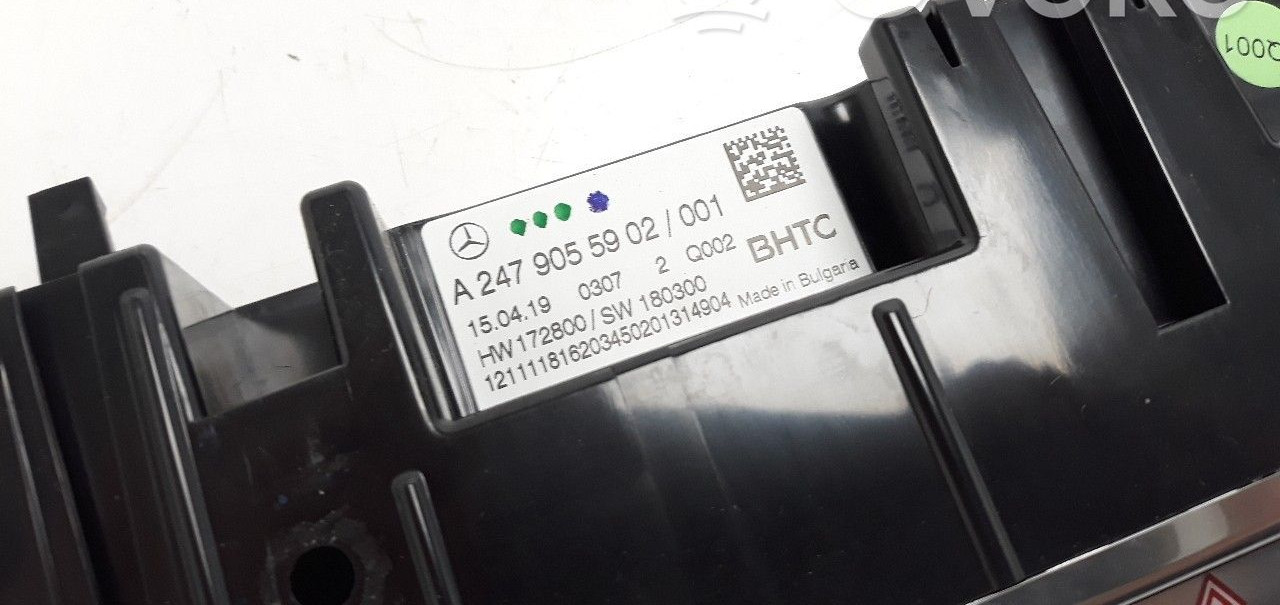 Q001
A 247 905 59 02 / 001
15.04.19 0307 2 Q002
BHTC
HW 172800 / SW 180300
121111816203450201314904 Made in Bulgaria